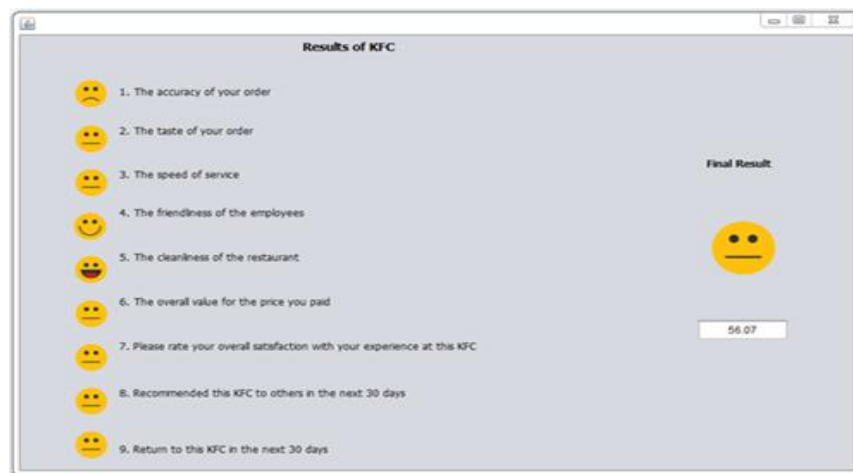 Results of KFC
1. The accuracy of your order
2. The taste of your order
3. The speed of service
4. The friendliness of the employees
5. The cleanliness of the restaurant
6. The overall value for the price you paid
7. Please rate your overall satisfaction with your experience at this KFC
8. Recommended this KFC to others in the next 30 days
9. Return to this KFC in the next 30 days
Final Result
56.07